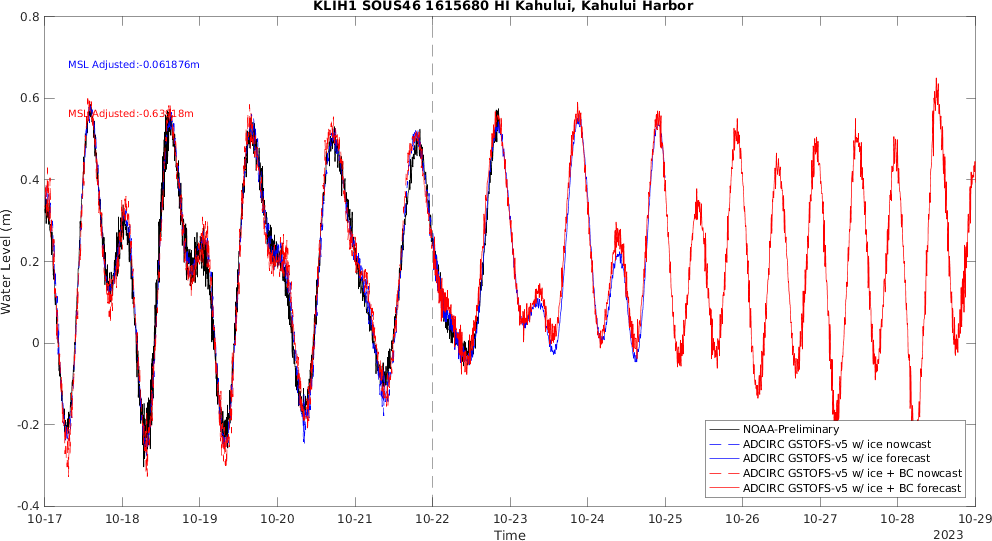 KLIH1 SOUS46 1615680 HI Kahului, Kahului Harbor
0.8
0.6
0.4
0.2
0
-0.2
-0.4
Water Level (m)
MSL Adjusted:-0.061876m
MSL
NOAA-Preliminary
ADCIRC GSTOFS-v5 w/ ice nowcast
ADCIRC GSTOFS-v5 w/ ice forecast
ADCIRC GSTOFS-v5 w/ ice + BC nowcast
ADCIRC GSTOFS-v5 w/ ice + BC forecast
10-17 10-18 10-19 10-20 10-21 10-22 10-23 10-24 10-25 10-26 10-27 10-28 10-29
Time
2023